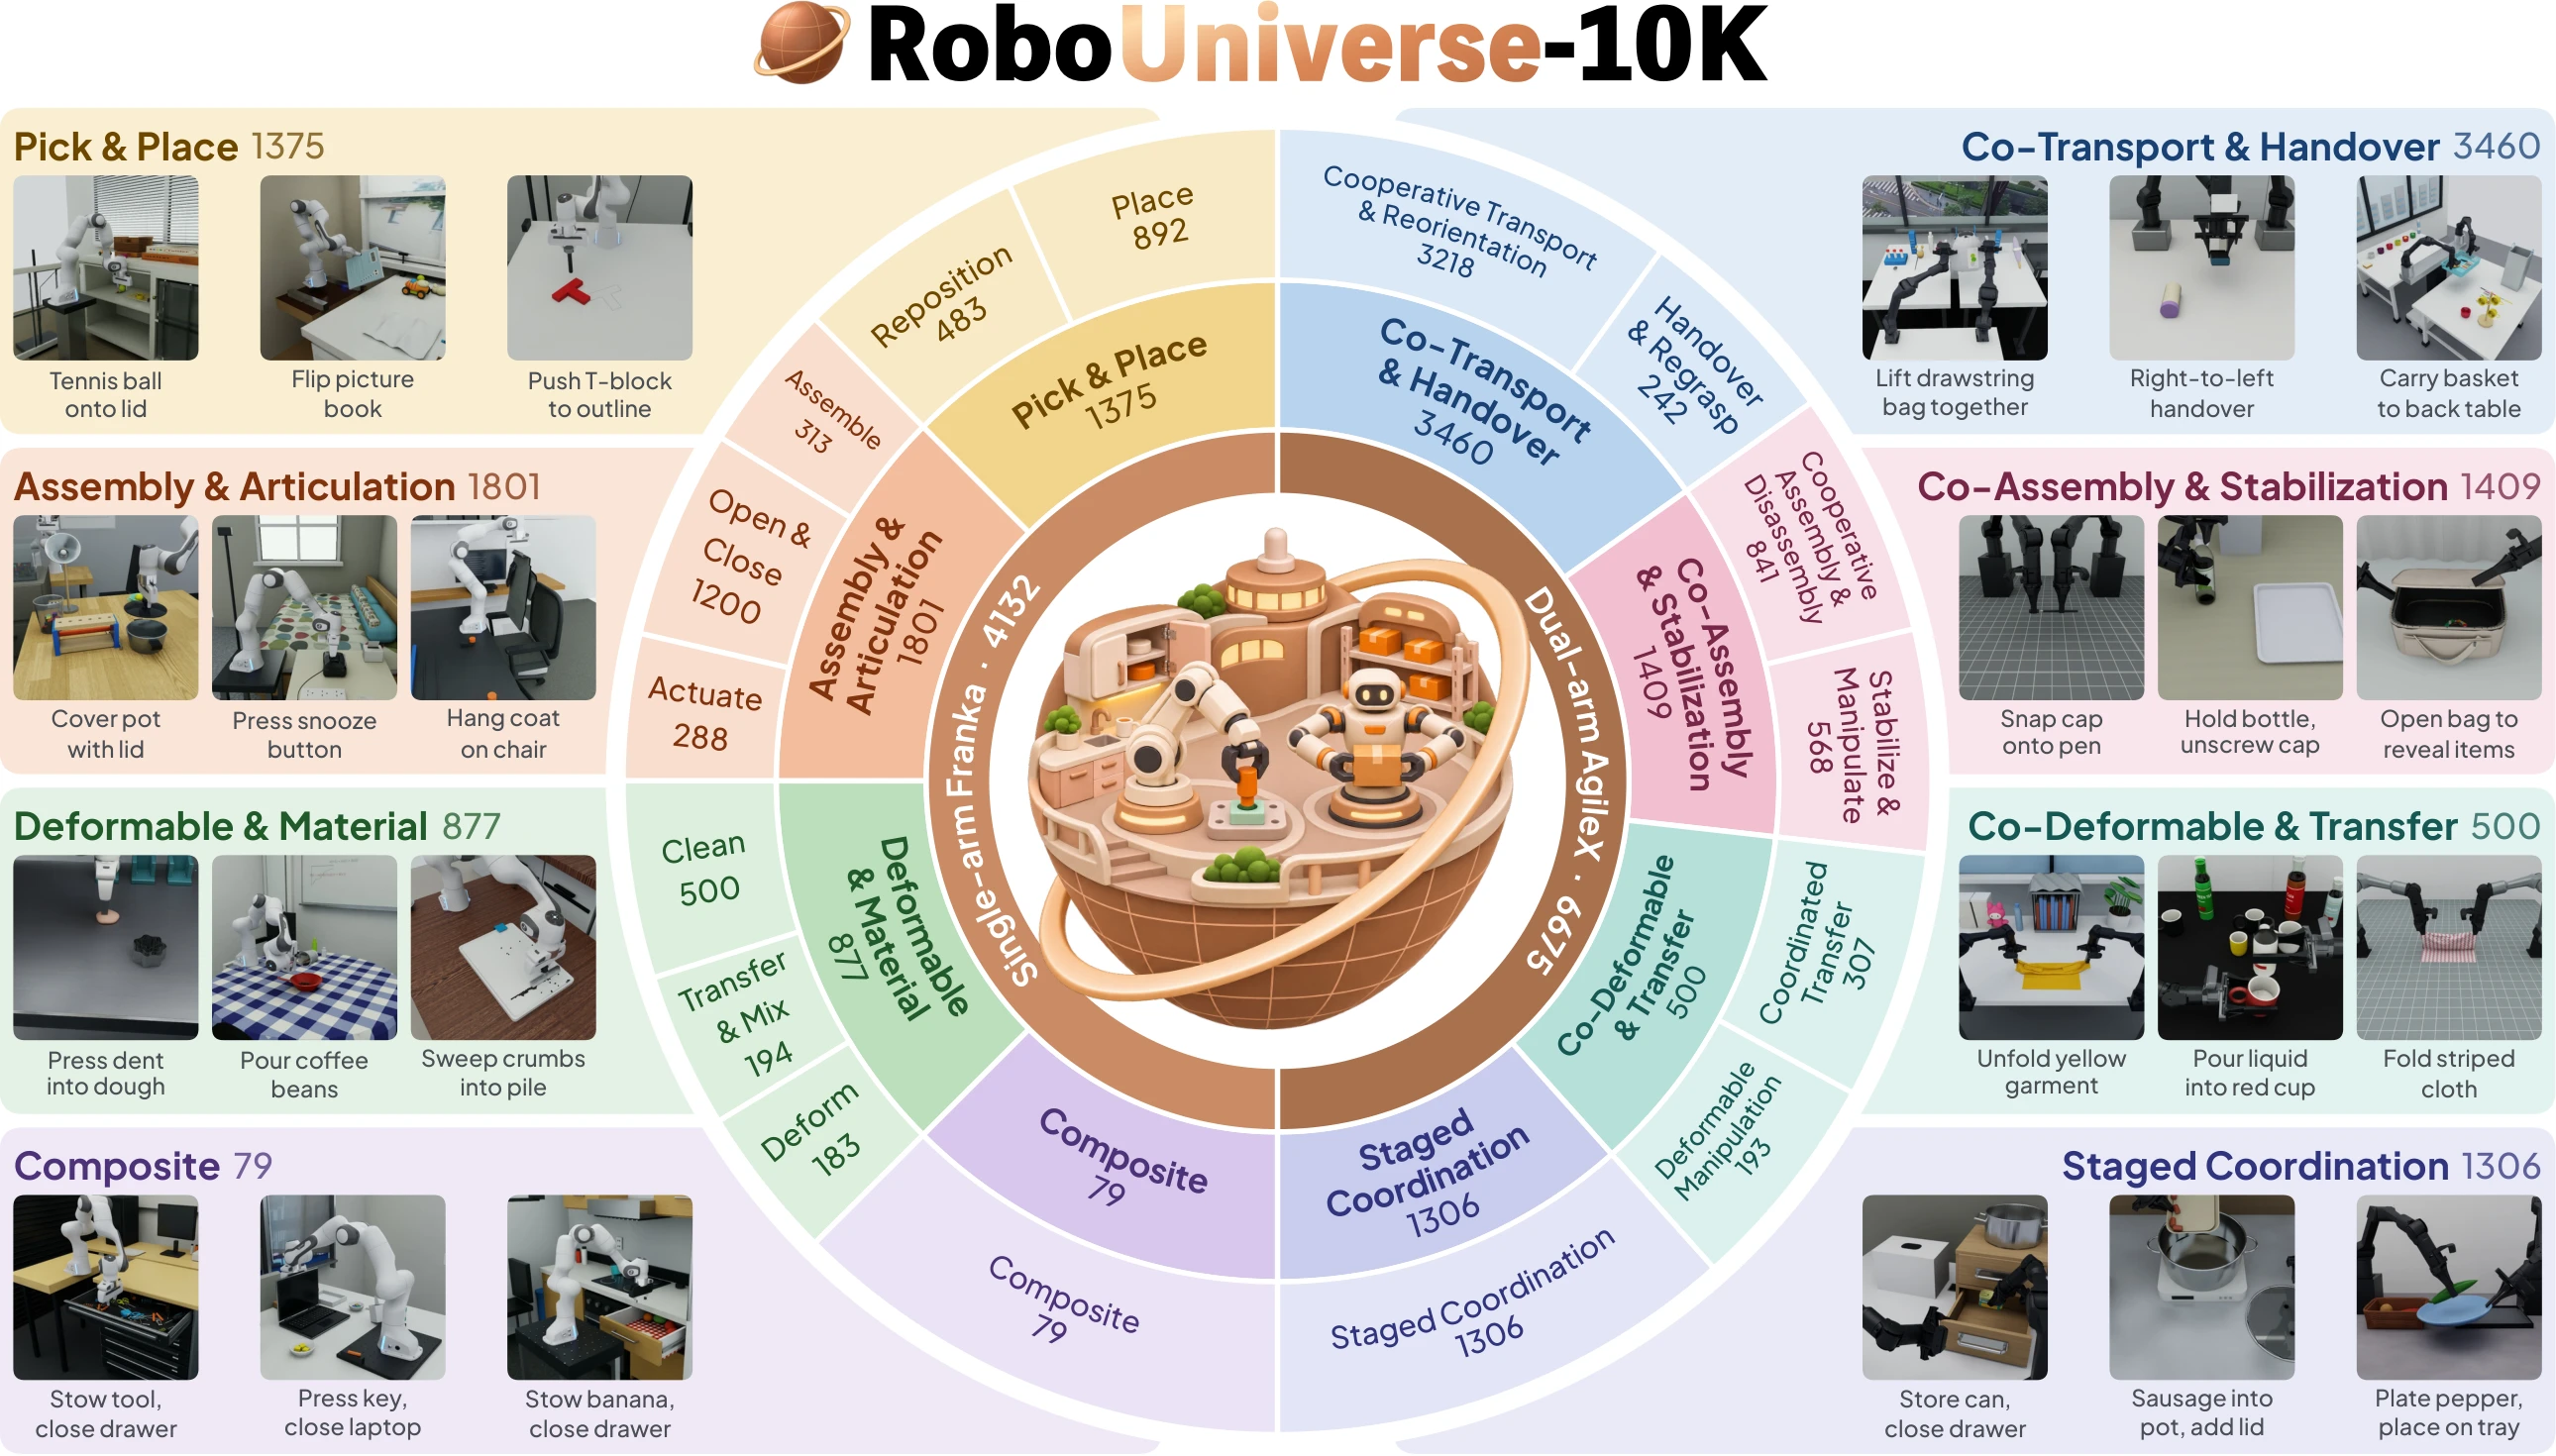 RoboUniverse-10K
Pick & Place 1375
Tennis ball
onto lid
Flip picture
book
Push T-block
to outline
Assembly & Articulation 1801
Cover pot
with lid
Press snooze
button
Hang coat
on chair
Deformable & Material 877
Press dent
into dough
Pour coffee
beans
Sweep crumbs
into pile
Composite 79
Stow tool,
close drawer
Press key,
close laptop
Stow banana,
close drawer
Place
892
Reposition
483
Pick & Place
1375
Assemble
313
Open &
Close
1200
Actuate
288
Assembly &
Articulation
1801
Clean
500
Transfer
& Mix
194
Deform
183
Deformable
& Material
877
Composite
79
Composite
79
Single-arm Franka · 4132
Dual-arm AgileX · 6675
Cooperative Transport
& Reorientation
3218
Handover
& Regrasp
242
Co-Transport
& Handover
3460
Cooperative
Assembly &
Disassembly
841
Stabilize &
Manipulate
568
Co-Assembly
& Stabilization
1409
Coordinated
Transfer
307
Deformable
Manipulation
193
Co-Deformable
& Transfer
500
Staged
Coordination
1306
Staged Coordination
1306
Co-Transport & Handover 3460
Lift drawstring
bag together
Right-to-left
handover
Carry basket
to back table
Co-Assembly & Stabilization 1409
Snap cap
onto pen
Hold bottle,
unscrew cap
Open bag to
reveal items
Co-Deformable & Transfer 500
Unfold yellow
garment
Pour liquid
into red cup
Fold striped
cloth
Staged Coordination 1306
Store can,
close drawer
Sausage into
pot, add lid
Plate pepper,
place on tray